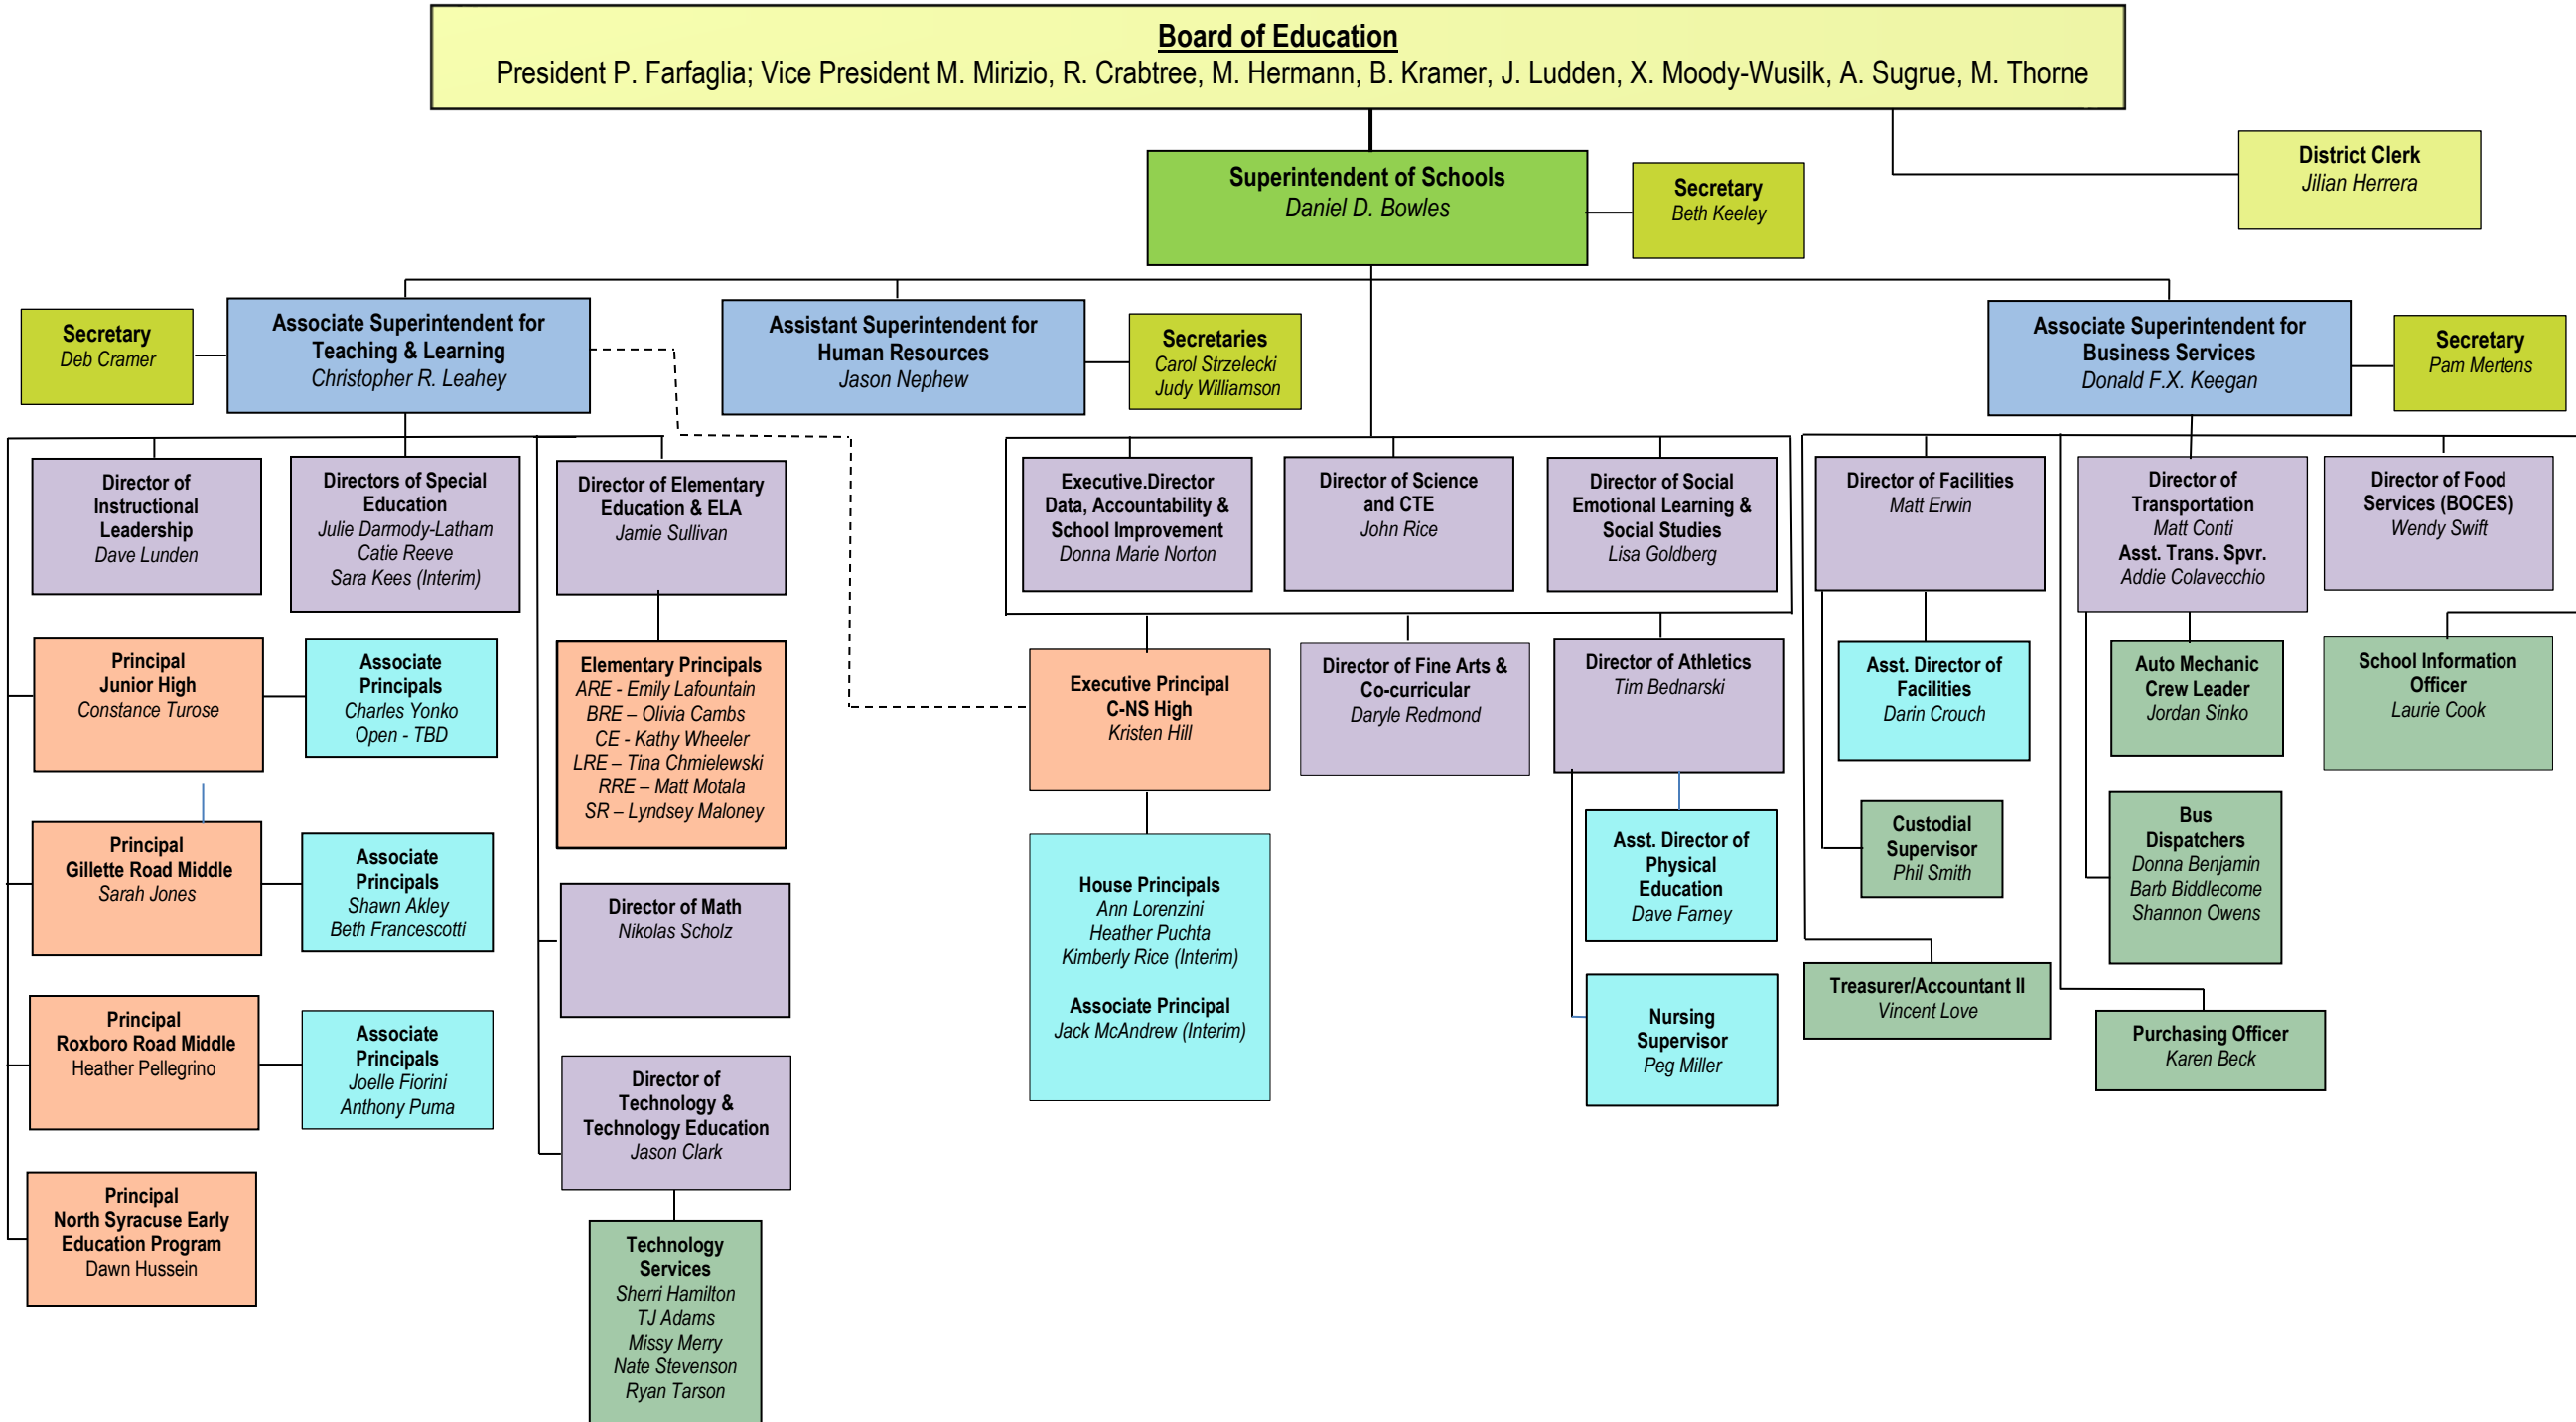 Board of Education
President P. Farfaglia; Vice President M. Mirizio, R. Crabtree, M. Hermann, B. Kramer, J. Ludden, X. Moody-Wusilk, A. Sugrue, M. Thorne
Superintendent of Schools
Daniel D. Bowles
Secretary
Beth Keeley
District Clerk
Jilian Herrera
Secretary
Deb Cramer
Associate Superintendent for
Teaching & Learning
Christopher R. Leahey
Assistant Superintendent for
Human Resources
Jason Nephew
Secretaries
Carol Strzelecki
Judy Williamson
Associate Superintendent for
Business Services
Donald F.X. Keegan
Secretary
Pam Mertens
Director of
Instructional
Leadership
Dave Lunden
Directors of Special
Education
Julie Darmody-Latham
Catie Reeve
Sara Kees (Interim)
Director of Elementary
Education & ELA
Jamie Sullivan
Executive.Director
Data, Accountability &
School Improvement
Donna Marie Norton
Director of Science
and CTE
John Rice
Director of Social
Emotional Learning &
Social Studies
Lisa Goldberg
Director of Facilities
Matt Erwin
Director of
Transportation
Matt Conti
Asst. Trans. Spvr.
Addie Colavecchio
Director of Food
Services (BOCES)
Wendy Swift
Principal
Junior High
Constance Turose
Associate
Principals
Charles Yonko
Open - TBD
Elementary Principals
ARE - Emily Lafountain
BRE – Olivia Cambs
CE - Kathy Wheeler
LRE – Tina Chmielewski
RRE – Matt Motala
SR – Lyndsey Maloney
Executive Principal
C-NS High
Kristen Hill
Director of Fine Arts &
Co-curricular
Daryle Redmond
Director of Athletics
Tim Bednarski
Asst. Director of
Facilities
Darin Crouch
Auto Mechanic
Crew Leader
Jordan Sinko
School Information
Officer
Laurie Cook
Principal
Gillette Road Middle
Sarah Jones
Associate
Principals
Shawn Akley
Beth Francescotti
Director of Math
Nikolas Scholz
House Principals
Ann Lorenzini
Heather Puchta
Kimberly Rice (Interim)
Associate Principal
Jack McAndrew (Interim)
Asst. Director of
Physical
Education
Dave Farney
Custodial
Supervisor
Phil Smith
Bus
Dispatchers
Donna Benjamin
Barb Biddlecome
Shannon Owens
Principal
Roxboro Road Middle
Heather Pellegrino
Associate
Principals
Joelle Fiorini
Anthony Puma
Director of
Technology &
Technology Education
Jason Clark
Nursing
Supervisor
Peg Miller
Treasurer/Accountant II
Vincent Love
Purchasing Officer
Karen Beck
Principal
North Syracuse Early
Education Program
Dawn Hussein
Technology
Services
Sherri Hamilton
TJ Adams
Missy Merry
Nate Stevenson
Ryan Tarson